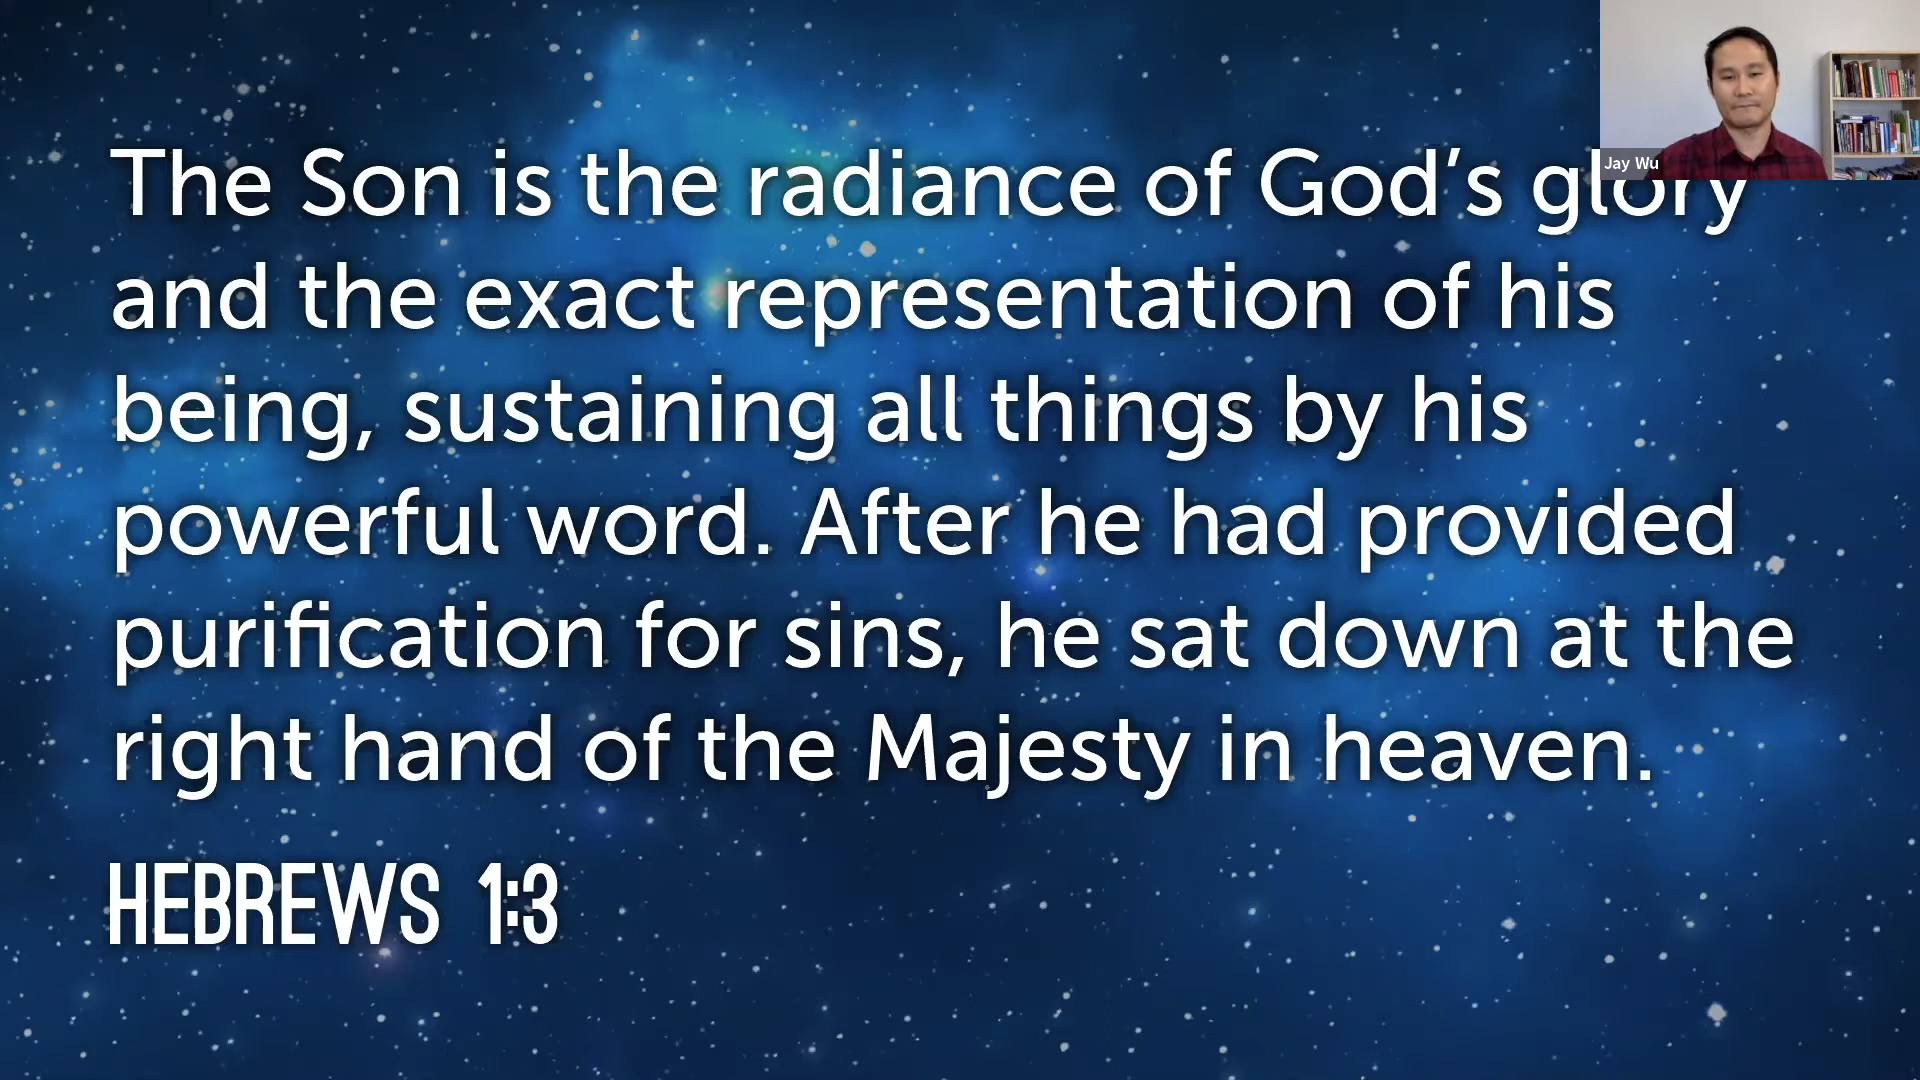 The Son is the radiance of God’s glory
and the exact representation of his
being, sustaining all things by his
powerful word. After he had provided
purification for sins, he sat down at the
right hand of the Majesty in heaven.
HEBREWS 1:3
Jay Wu